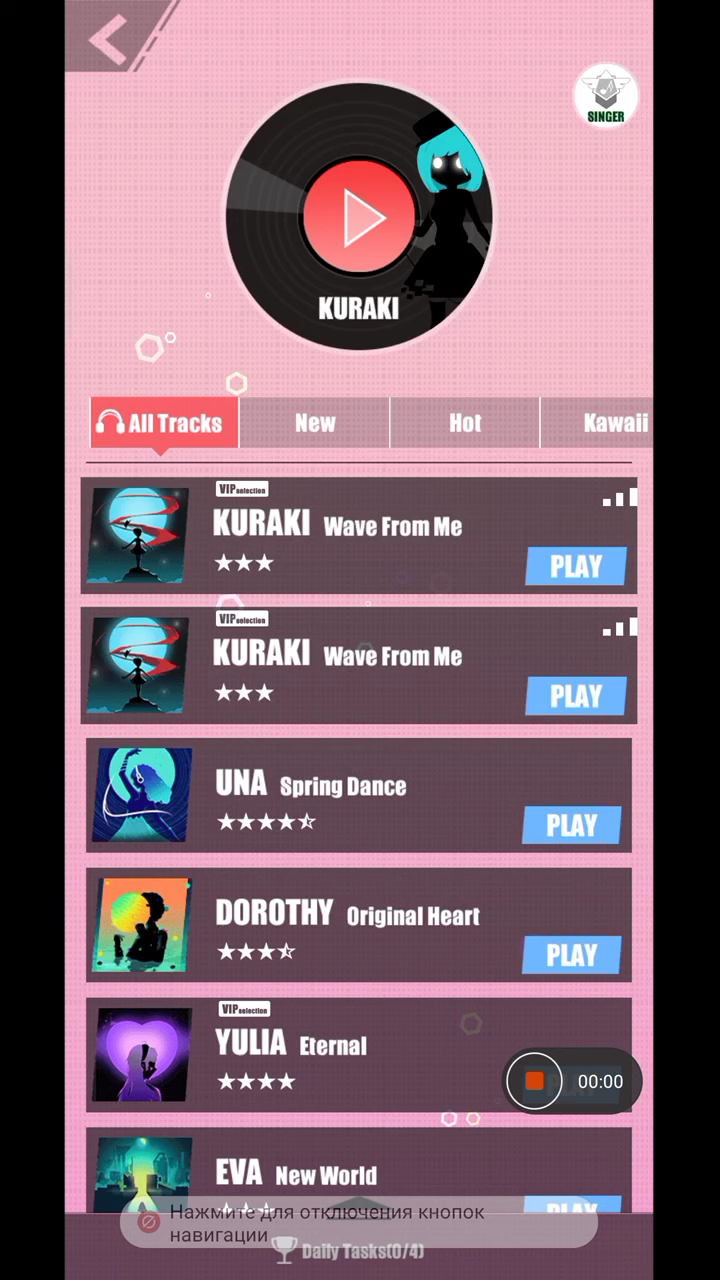 SINGER
KURAKI
All Tracks New Hot Kawaii
VIP selection
KURAKI Wave From Me
PLAY
VIP selection
KURAKI Wave From Me
PLAY
UNA Spring Dance
PLAY
DOROTHY Original Heart
PLAY
VIP selection
YULIA Eternal
PLAY
00:00
EVA New World
PLAY
Нажмите для отключения кнопок
навигации
Daily Tasks(0/4)